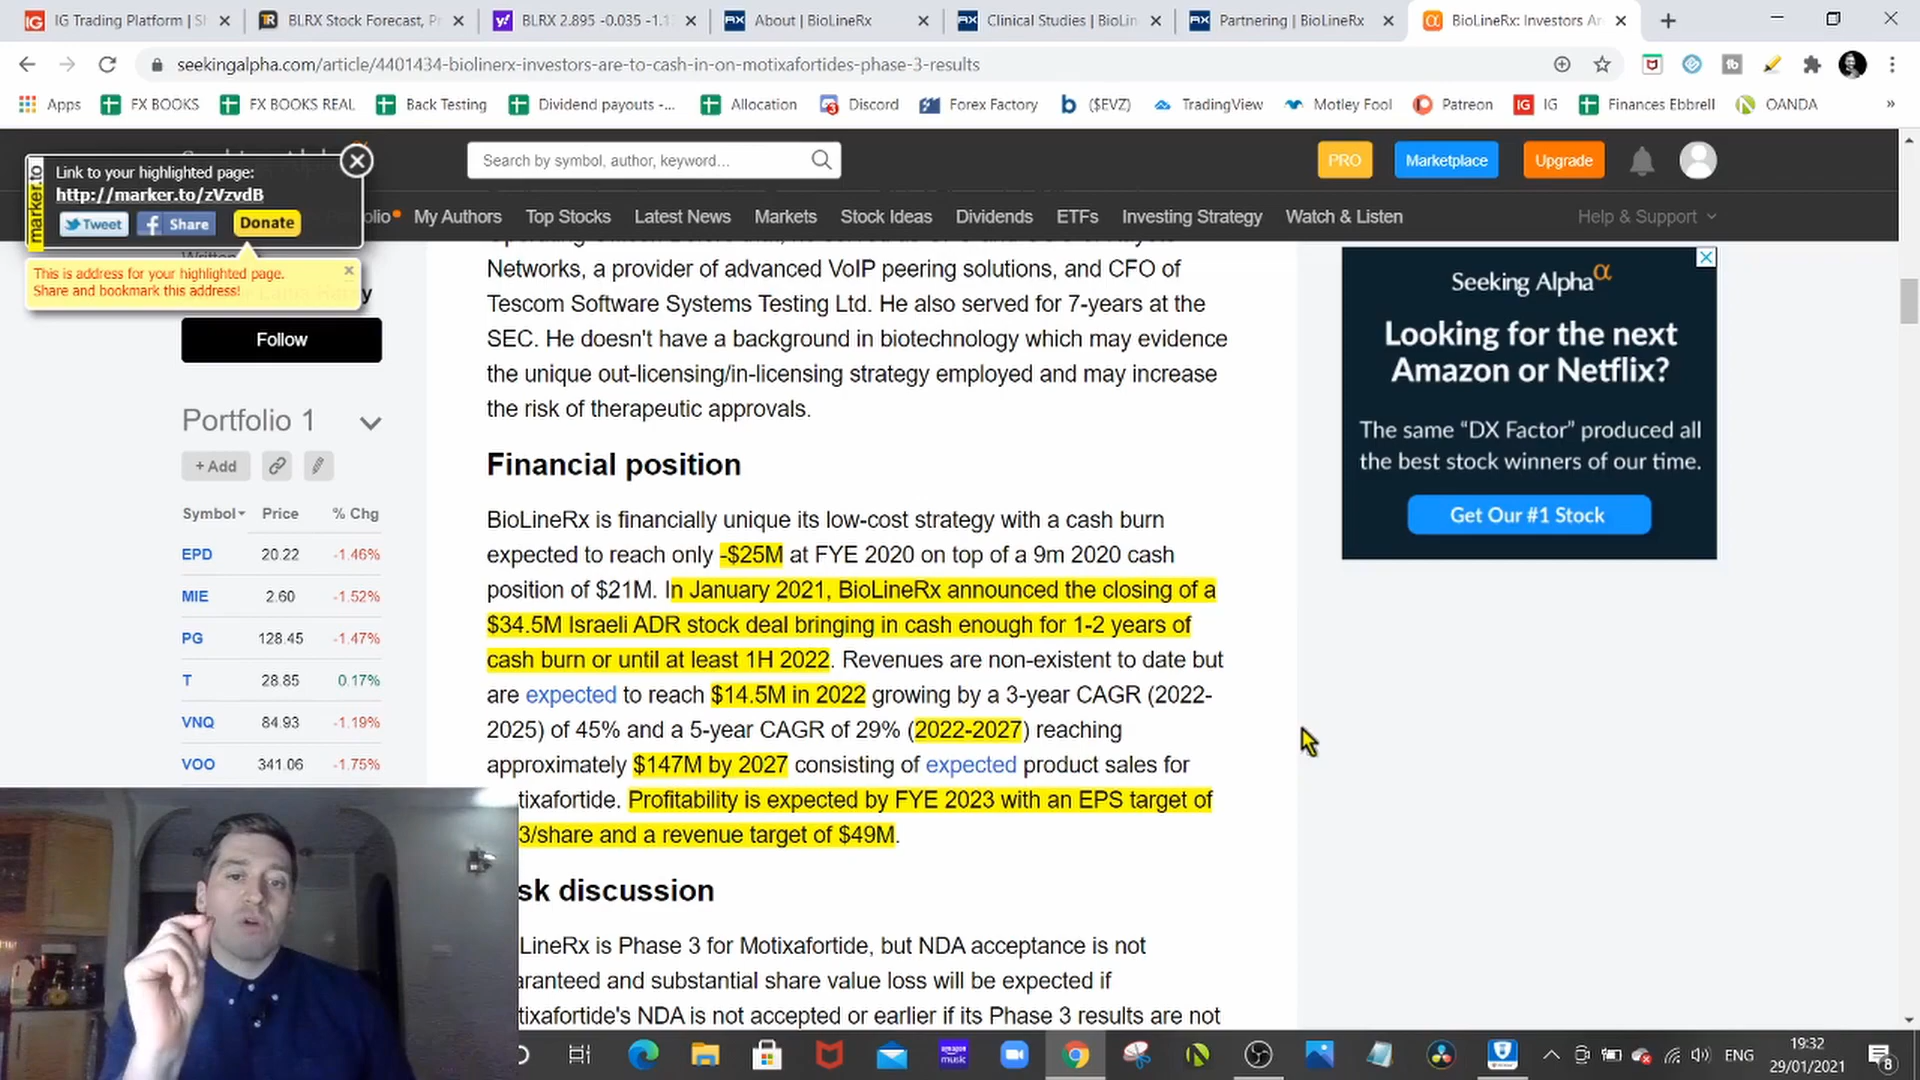 IG Trading Platform | S
BLRX Stock Forecast, Pr
BLRX 2.895 -0.035 -1.1
About | BioLineRx
Clinical Studies | BioLin
Partnering | BioLineRx
BioLineRx: Investors Ar
seekingalpha.com/article/4401434-biolinerx-investors-are-to-cash-in-on-motixafortides-phase-3-results
Apps
FX BOOKS
FX BOOKS REAL
Back Testing
Dividend payouts -...
Allocation
Discord
Forex Factory
($EVZ)
TradingView
Motley Fool
Patreon
IG
Finances Ebbrell
OANDA
»
marker.to
Link to your highlighted page:
http://marker.to/zVzvdB
Tweet
Share
Donate
This is address for your highlighted page.
Share and bookmark this address!
Search by symbol, author, keyword...
PRO
Marketplace
Upgrade
My Authors
Top Stocks
Latest News
Markets
Stock Ideas
Dividends
ETFs
Investing Strategy
Watch & Listen
Help & Support
Follow
Portfolio 1
+ Add
Symbol Price % Chg
EPD 20.22 -1.46%
MIE 2.60 -1.52%
PG 128.45 -1.47%
T 28.85 0.17%
VNQ 84.93 -1.19%
VOO 341.06 -1.75%
Networks, a provider of advanced VoIP peering solutions, and CFO of
Tescom Software Systems Testing Ltd. He also served for 7-years at the
SEC. He doesn't have a background in biotechnology which may evidence
the unique out-licensing/in-licensing strategy employed and may increase
the risk of therapeutic approvals.
Financial position
BioLineRx is financially unique its low-cost strategy with a cash burn
expected to reach only -$25M at FYE 2020 on top of a 9m 2020 cash
position of $21M. In January 2021, BioLineRx announced the closing of a
$34.5M Israeli ADR stock deal bringing in cash enough for 1-2 years of
cash burn or until at least 1H 2022. Revenues are non-existent to date but
are expected to reach $14.5M in 2022 growing by a 3-year CAGR (2022-
2025) of 45% and a 5-year CAGR of 29% (2022-2027) reaching
approximately $147M by 2027 consisting of expected product sales for
tixafortide. Profitability is expected by FYE 2023 with an EPS target of
3/share and a revenue target of $49M.
sk discussion
LineRx is Phase 3 for Motixafortide, but NDA acceptance is not
aranteed and substantial share value loss will be expected if
tixafortide's NDA is not accepted or earlier if its Phase 3 results are not
Seeking Alpha α
Looking for the next
Amazon or Netflix?
The same “DX Factor” produced all
the best stock winners of our time.
Get Our #1 Stock
amazon
music
ENG
19:32
29/01/2021
8